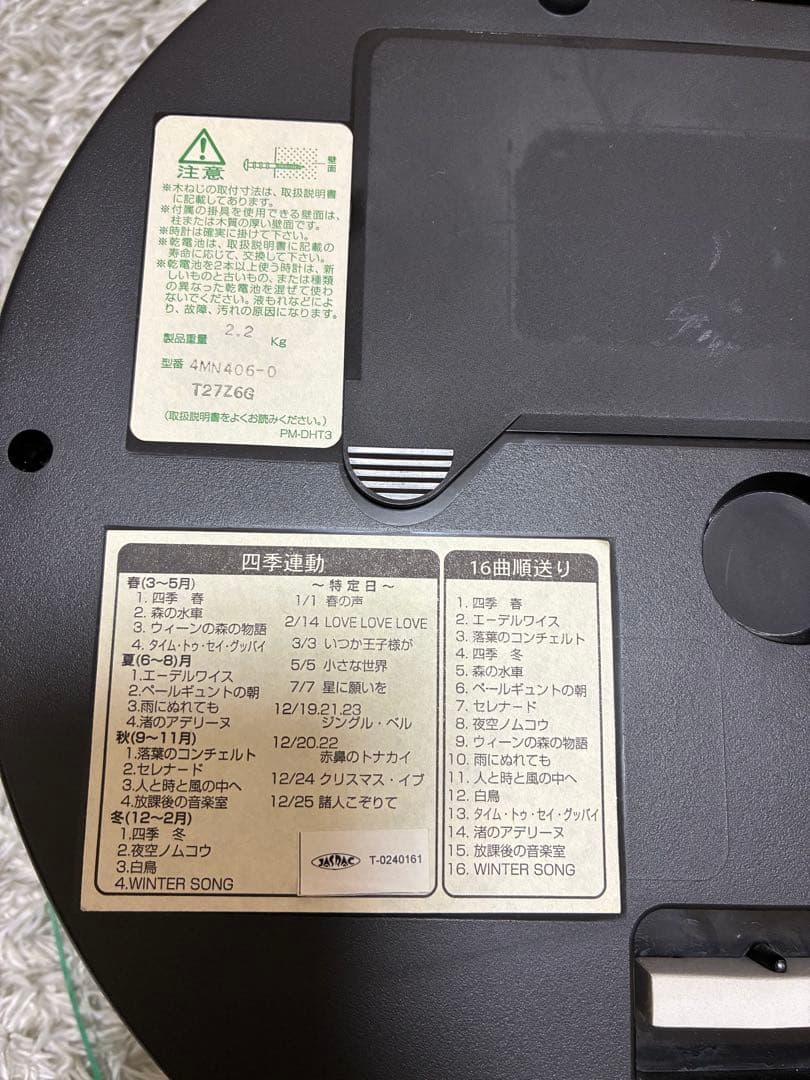 注意
壁面
※木ねじの取付寸法は、取扱説明書
に記載してあります。
※付属の掛具を使用できる壁面は、
柱または木質の厚い壁面です。
※時計は確実に掛けて下さい。
※乾電池は、取扱説明書に記載の
寿命に応じて、交換して下さい。
※乾電池を2本以上使う時計は、新
しいものと古いもの、または種類
の異なった乾電池を混ぜて使わ
ないでください。液もれなどによ
り、故障、汚れの原因になります。
製品重量 2.2 Kg
型番 4MN406-0
T27Z6G
(取扱説明書をよくお読みください。)
PM-DHT3
四季連動
春(3～5月)
1. 四季　春
2. 森の水車
3. ウィーンの森の物語
4. タイム・トゥ・セイ・グッバイ
夏(6～8)月
1.エーデルワイス
2.ペールギュントの朝
3.雨にぬれても
4.渚のアデリーヌ
秋(9～11月)
1.落葉のコンチェルト
2.セレナード
3.人と時と風の中へ
4.放課後の音楽室
冬(12～2月)
1.四季　冬
2.夜空ノムコウ
3.白鳥
4.WINTER SONG
～特定日～
1/1 春の声
2/14 LOVE LOVE LOVE
3/3 いつか王子様が
5/5 小さな世界
7/7 星に願いを
12/19.21.23
ジングル・ベル
12/20.22
赤鼻のトナカイ
12/24 クリスマス・イブ
12/25 諸人こぞりて
JASRAC T-0240161
16曲順送り
1. 四季　春
2. エーデルワイス
3. 落葉のコンチェルト
4. 四季　冬
5. 森の水車
6. ペールギュントの朝
7. セレナード
8. 夜空ノムコウ
9. ウィーンの森の物語
10. 雨にぬれても
11. 人と時と風の中へ
12. 白鳥
13. タイム・トゥ・セイ・グッバイ
14. 渚のアデリーヌ
15. 放課後の音楽室
16. WINTER SONG